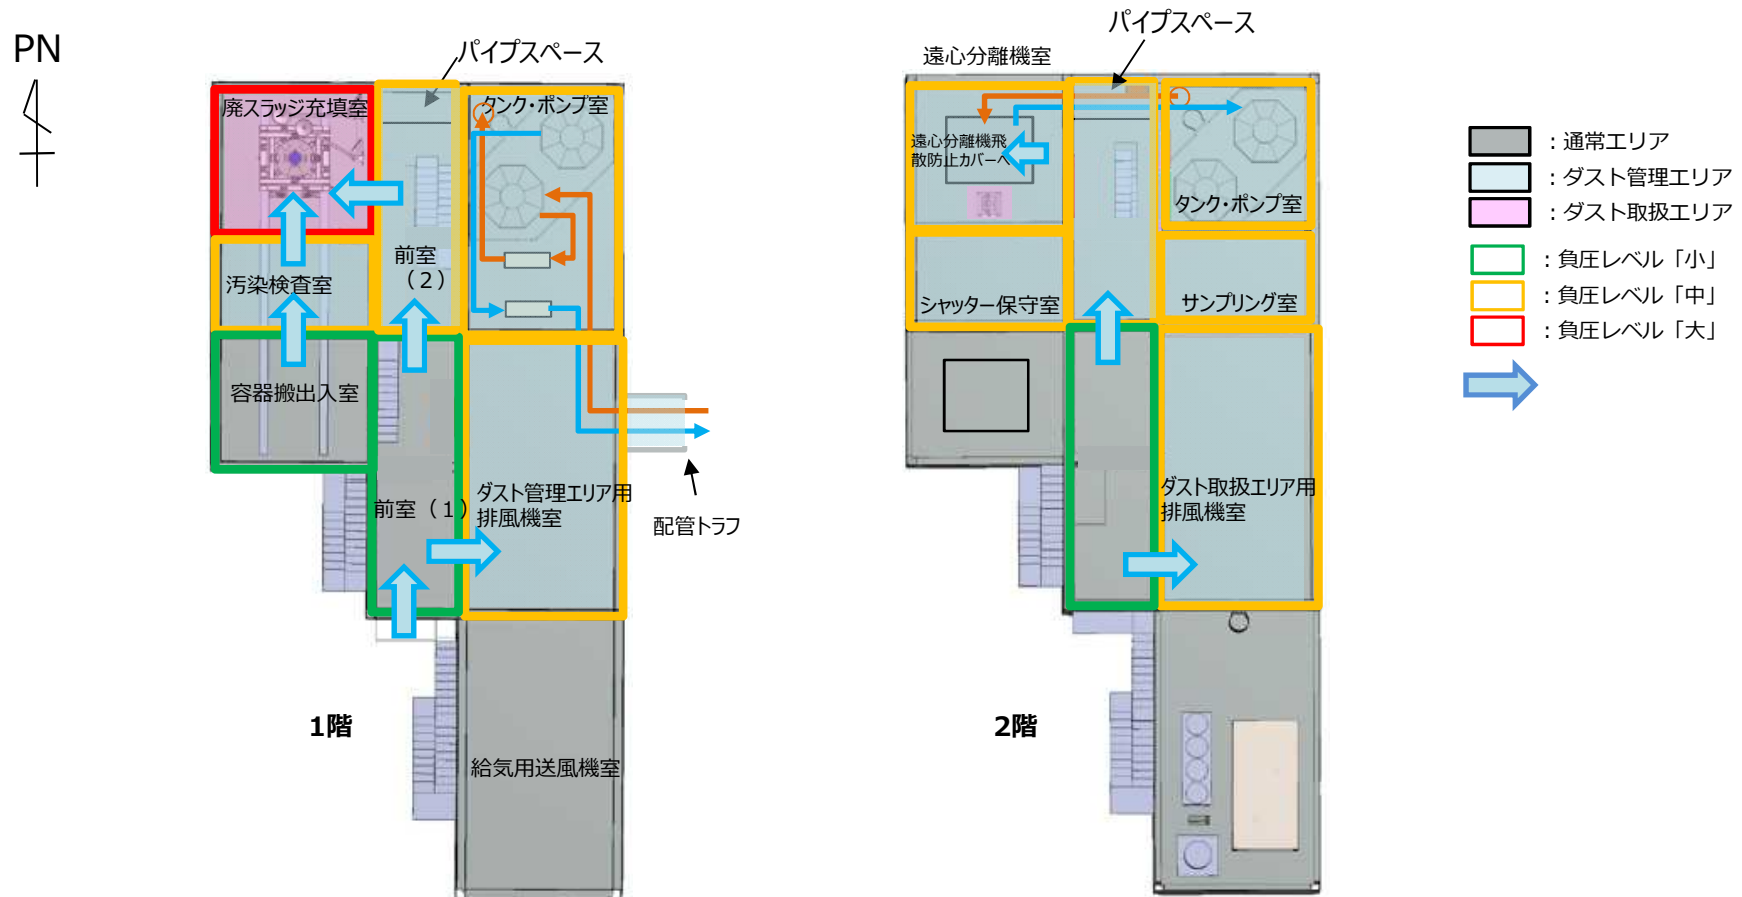 PN
パイプスペース
廃スラッジ充填室
タンク・ポンプ室
汚染検査室
前室
（2）
容器搬出入室
前室（1）
ダスト管理エリア用
排風機室
配管トラフ
1階
給気用送風機室
パイプスペース
遠心分離機室
遠心分離機飛
散防止カバーへ
タンク・ポンプ室
シャッター保守室
サンプリング室
ダスト取扱エリア用
排風機室
2階
：通常エリア
：ダスト管理エリア
：ダスト取扱エリア
：負圧レベル「小」
：負圧レベル「中」
：負圧レベル「大」